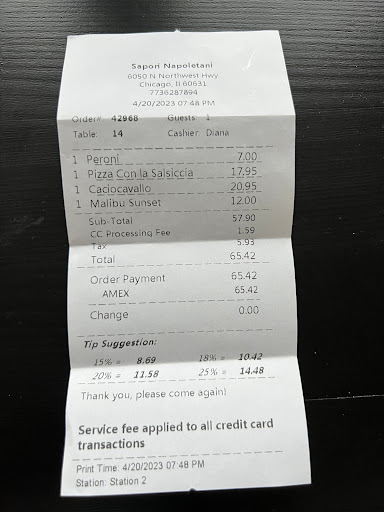 Sapori Napoletani
6050 N Northwest Hwy
Chicago, Il 60631
7736287894
4/20/2023 07:48 PM
Order#: 42968 Guests: 1
Table: 14 Cashier: Diana
1 Peroni 7.00
1 Pizza Con la Salsiccia 17.95
1 Caciocavallo 20.95
1 Malibu Sunset 12.00
Sub-Total 57.90
CC Processing Fee 1.59
Tax 5.93
Total 65.42
Order Payment 65.42
AMEX 65.42
Change 0.00
Tip Suggestion:
15% = 8.69 18% = 10.42
20% = 11.58 25% = 14.48
Thank you, please come again!
Service fee applied to all credit card
transactions
Print Time: 4/20/2023 07:48 PM
Station: Station 2